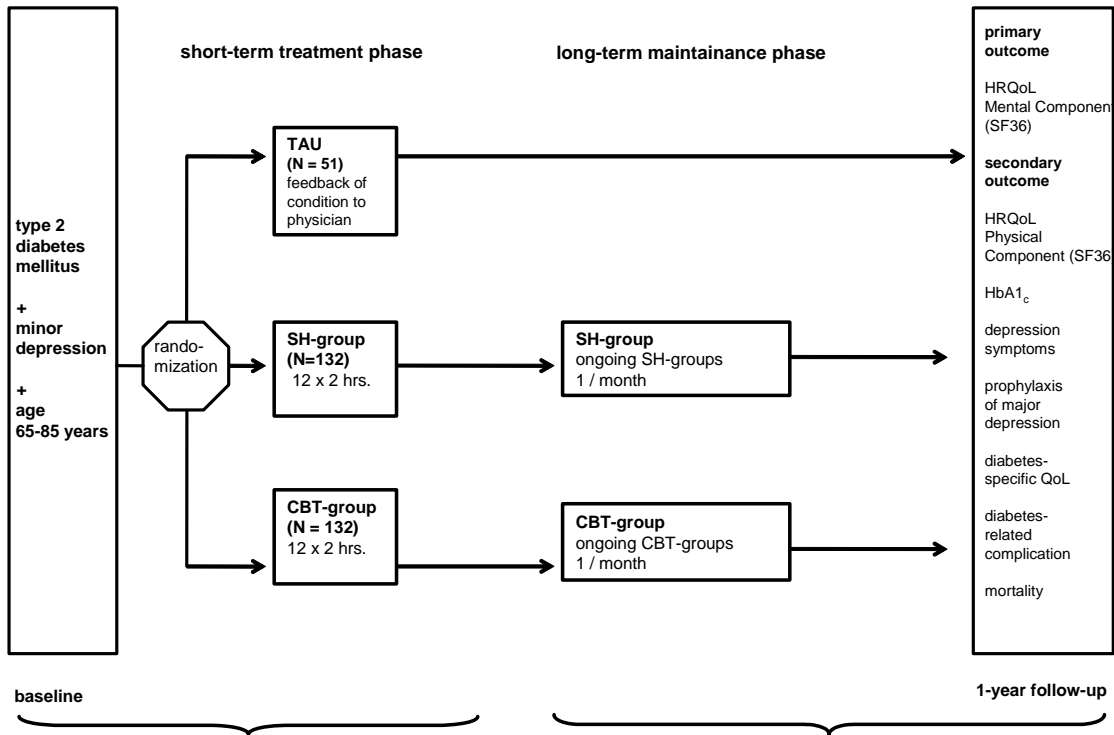 short-term treatment phase
long-term maintainance phase
type 2
diabetes
mellitus
+
minor
depression
+
age
65-85 years
rando-
mization
TAU
(N = 51)
feedback of
condition to
physician
SH-group
(N=132)
12 x 2 hrs.
CBT-group
(N = 132)
12 x 2 hrs.
SH-group
ongoing SH-groups
1 / month
CBT-group
ongoing CBT-groups
1 / month
primary
outcome
HRQoL
Mental Component
(SF36)
secondary
outcome
HRQoL
Physical
Component (SF36
HbA1c
depression
symptoms
prophylaxis
of major
depression
diabetes-
specific QoL
diabetes-
related
complication
mortality
baseline
1-year follow-up